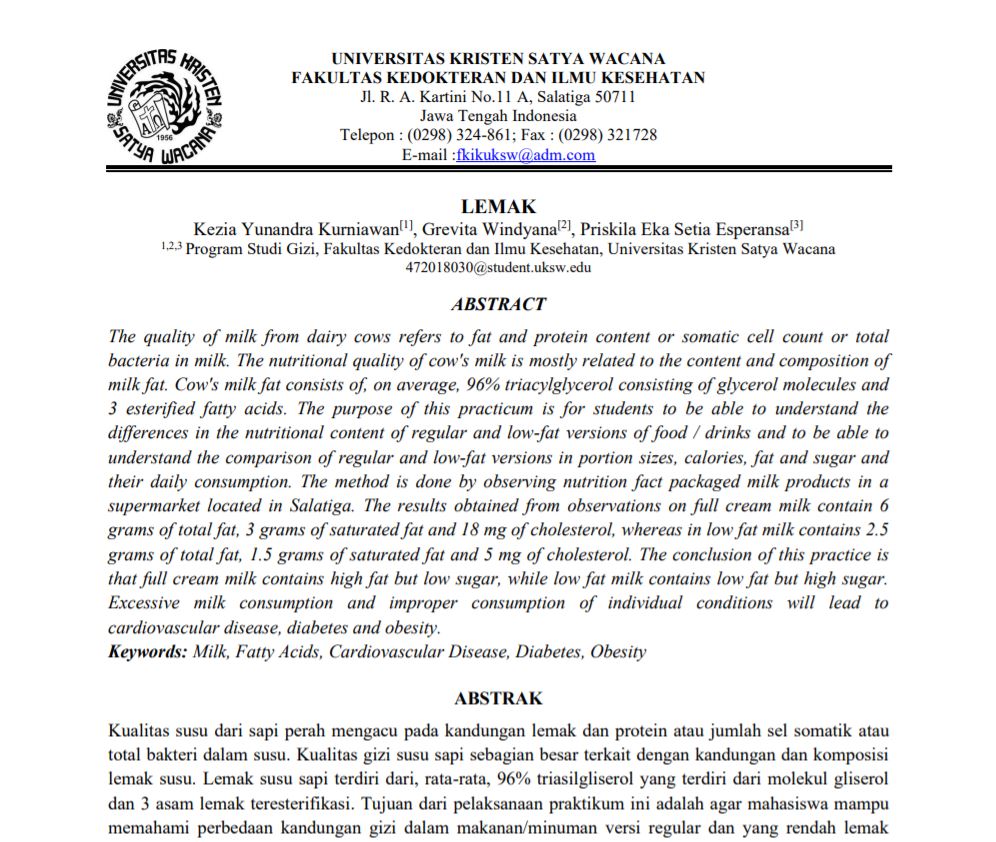 UNIVERSITAS KRISTEN
SATYA WACANA
1956
UNIVERSITAS KRISTEN SATYA WACANA
FAKULTAS KEDOKTERAN DAN ILMU KESEHATAN
Jl. R. A. Kartini No.11 A, Salatiga 50711
Jawa Tengah Indonesia
Telepon : (0298) 324-861; Fax : (0298) 321728
E-mail :fkikuksw@adm.com
LEMAK
Kezia Yunandra Kurniawan[1], Grevita Windyana[2], Priskila Eka Setia Esperansa[3]
1,2,3 Program Studi Gizi, Fakultas Kedokteran dan Ilmu Kesehatan, Universitas Kristen Satya Wacana
472018030@student.uksw.edu
ABSTRACT
The quality of milk from dairy cows refers to fat and protein content or somatic cell count or total
bacteria in milk. The nutritional quality of cow's milk is mostly related to the content and composition of
milk fat. Cow's milk fat consists of, on average, 96% triacylglycerol consisting of glycerol molecules and
3 esterified fatty acids. The purpose of this practicum is for students to be able to understand the
differences in the nutritional content of regular and low-fat versions of food / drinks and to be able to
understand the comparison of regular and low-fat versions in portion sizes, calories, fat and sugar and
their daily consumption. The method is done by observing nutrition fact packaged milk products in a
supermarket located in Salatiga. The results obtained from observations on full cream milk contain 6
grams of total fat, 3 grams of saturated fat and 18 mg of cholesterol, whereas in low fat milk contains 2.5
grams of total fat, 1.5 grams of saturated fat and 5 mg of cholesterol. The conclusion of this practice is
that full cream milk contains high fat but low sugar, while low fat milk contains low fat but high sugar.
Excessive milk consumption and improper consumption of individual conditions will lead to
cardiovascular disease, diabetes and obesity.
Keywords: Milk, Fatty Acids, Cardiovascular Disease, Diabetes, Obesity
ABSTRAK
Kualitas susu dari sapi perah mengacu pada kandungan lemak dan protein atau jumlah sel somatik atau
total bakteri dalam susu. Kualitas gizi susu sapi sebagian besar terkait dengan kandungan dan komposisi
lemak susu. Lemak susu sapi terdiri dari, rata-rata, 96% triasilgliserol yang terdiri dari molekul gliserol
dan 3 asam lemak teresterifikasi. Tujuan dari pelaksanaan praktikum ini adalah agar mahasiswa mampu
memahami perbedaan kandungan gizi dalam makanan/minuman versi regular dan yang rendah lemak